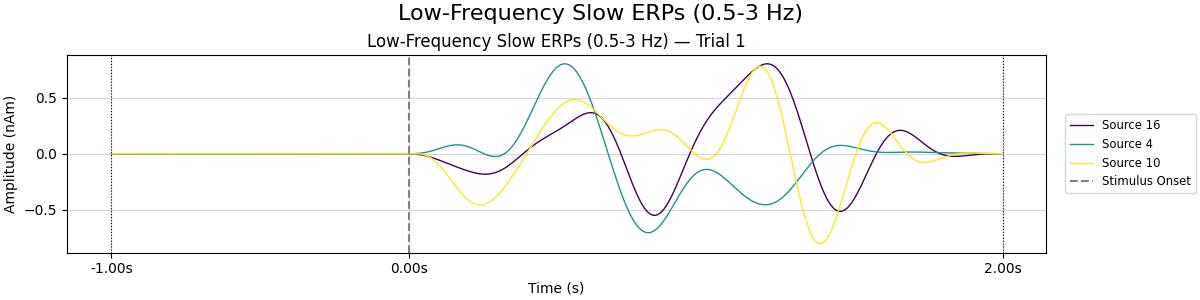 Low-Frequency Slow ERPs (0.5-3 Hz)
Low-Frequency Slow ERPs (0.5-3 Hz) — Trial 1
Amplitude (nAm)
0.5
0.0
−0.5
-1.00s
0.00s
2.00s
Time (s)
Source 16
Source 4
Source 10
Stimulus Onset